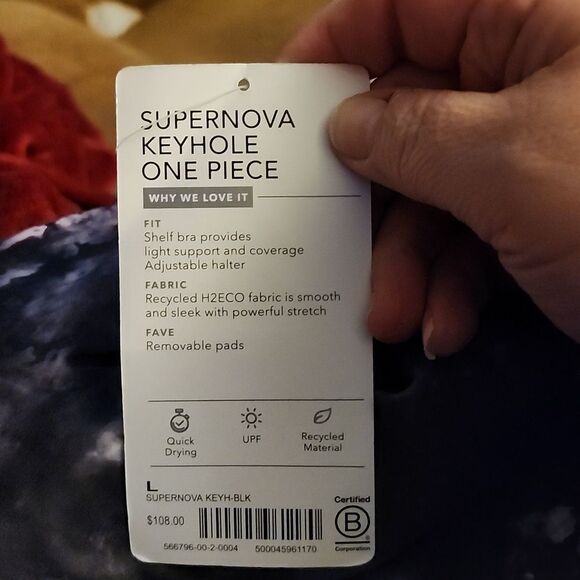 SUPERNOVA
KEYHOLE
ONE PIECE
WHY WE LOVE IT
FIT
Shelf bra provides
light support and coverage
Adjustable halter
FABRIC
Recycled H2ECO fabric is smooth
and sleek with powerful stretch
FAVE
Removable pads
Quick
Drying
UPF
Recycled
Material
L
SUPERNOVA KEYH-BLK
$108.00
566796-00-2-0004 500045961170
Certified
B
Corporation